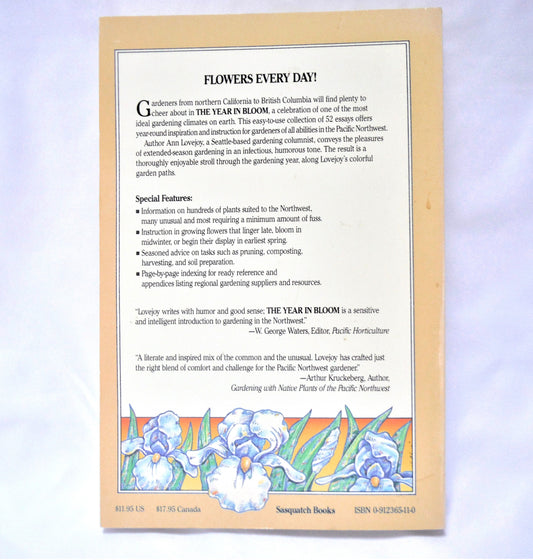 FLOWERS EVERY DAY!
Gardeners from northern California to British Columbia will find plenty to
cheer about in THE YEAR IN BLOOM, a celebration of one of the most
ideal gardening climates on earth. This easy-to-use collection of 52 essays offers
year-round inspiration and instruction for gardeners of all abilities in the Pacific Northwest.
Author Ann Lovejoy, a Seattle-based gardening columnist, conveys the pleasures
of extended-season gardening in an infectious, humorous tone. The result is a
thoroughly enjoyable stroll through the gardening year, along Lovejoy's colorful
garden paths.
Special Features:
■ Information on hundreds of plants suited to the Northwest,
many unusual and most requiring a minimum amount of fuss.
■ Instruction in growing flowers that linger late, bloom in
midwinter, or begin their display in earliest spring.
■ Seasoned advice on tasks such as pruning, composting,
harvesting, and soil preparation.
■ Page-by-page indexing for ready reference and
appendices listing regional gardening suppliers and resources.
"Lovejoy writes with humor and good sense; THE YEAR IN BLOOM is a sensitive
and intelligent introduction to gardening in the Northwest."
—W. George Waters, Editor, Pacific Horticulture
"A literate and inspired mix of the common and the unusual. Lovejoy has crafted just
the right blend of comfort and challenge for the Pacific Northwest gardener."
—Arthur Kruckeberg, Author,
Gardening with Native Plants of the Pacific Northwest
$11.95 US $17.95 Canada Sasquatch Books ISBN 0-912365-11-0